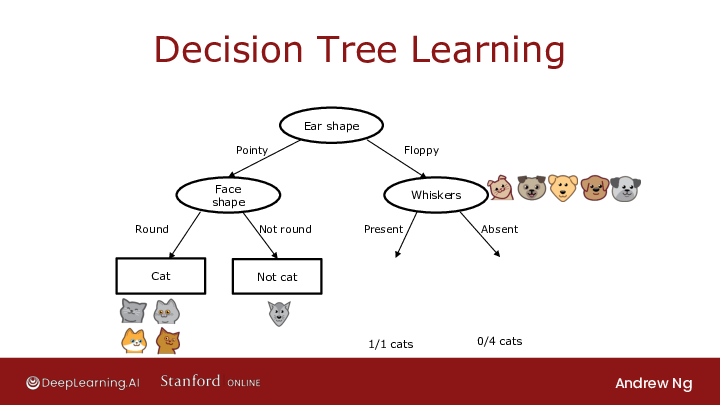 Decision Tree Learning
Ear shape
Pointy
Floppy
Face
shape
Whiskers
Round
Not round
Present
Absent
Cat
Not cat
1/1 cats
0/4 cats
DeepLearning.AI
Stanford ONLINE
Andrew Ng